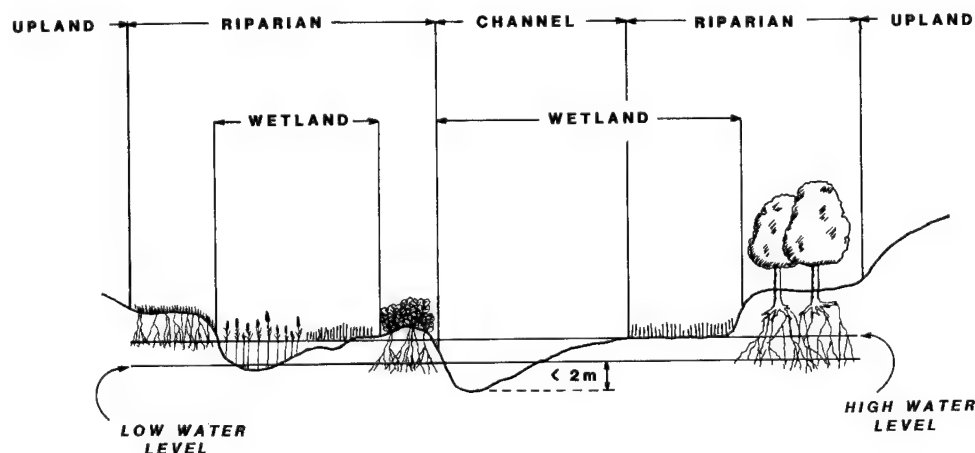 UPLAND RIPARIAN CHANNEL RIPARIAN UPLAND
WETLAND WETLAND
< 2m
LOW WATER
LEVEL
HIGH WATER
LEVEL